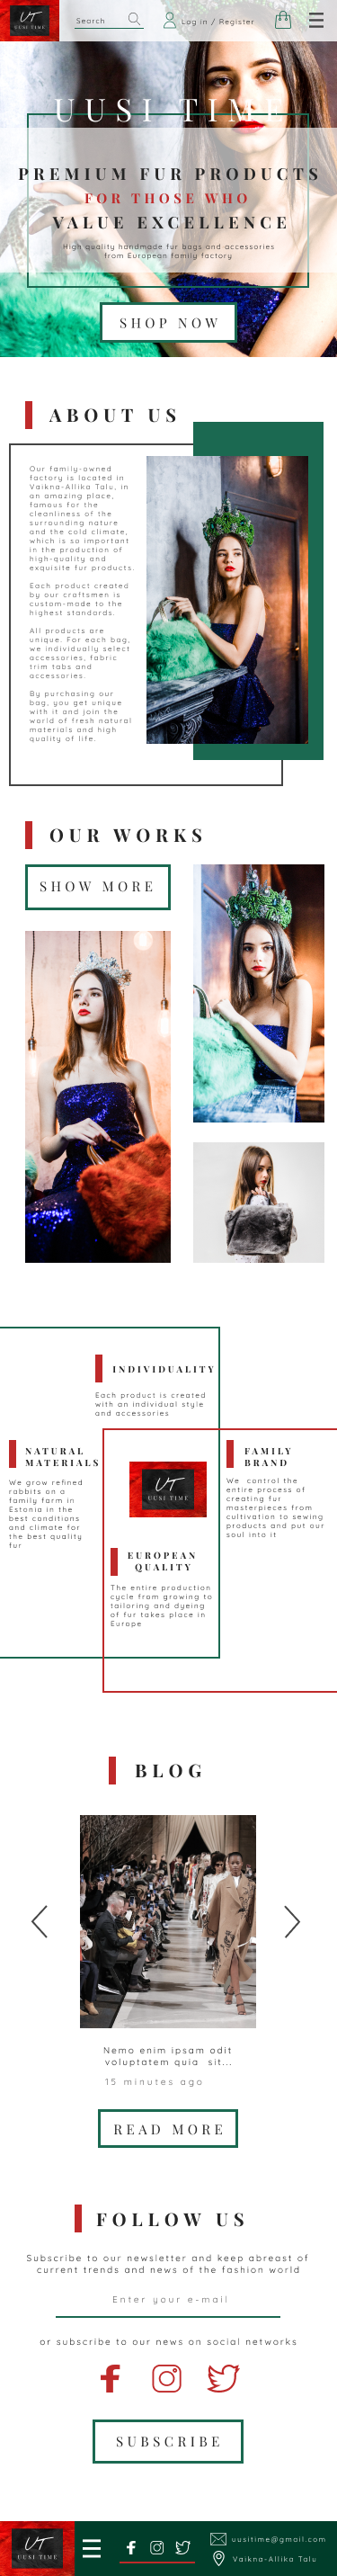 UT
UUSI TIME
Search
Log in / Register
UUSI TIME
PREMIUM FUR PRODUCTS
FOR THOSE WHO
VALUE EXCELLENCE
High quality handmade fur bags and accessories
from European family factory
SHOP NOW
ABOUT US
Our family-owned
factory is located in
Vaikna-Allika Talu, in
an amazing place,
famous for the
cleanliness of the
surrounding nature
and the cold climate,
which is so important
in the production of
high-quality and
exquisite fur products.
Each product created
by our craftsmen is
custom-made to the
highest standards.
All products are
unique. For each bag,
we individually select
accessories, fabric
trim tabs and
accessories.
By purchasing our
bag, you get unique
with it and join the
world of fresh natural
materials and high
quality of life.
OUR WORKS
SHOW MORE
INDIVIDUALITY
Each product is created
with an individual style
and accessories
NATURAL
MATERIALS
We grow refined
rabbits on a
family farm in
Estonia in the
best conditions
and climate for
the best quality
fur
UT
UUSI TIME
FAMILY
BRAND
We control the
entire process of
creating fur
masterpieces from
cultivation to sewing
products and put our
soul into it
EUROPEAN
QUALITY
The entire production
cycle from growing to
tailoring and dyeing
of fur takes place in
Europe
BLOG
Nemo enim ipsam odit
voluptatem quia sit...
15 minutes ago
READ MORE
FOLLOW US
Subscribe to our newsletter and keep abreast of
current trends and news of the fashion world
Enter your e-mail
or subscribe to our news on social networks
SUBSCRIBE
UT
UUSI TIME
uusitime@gmail.com
Vaikna-Allika Talu